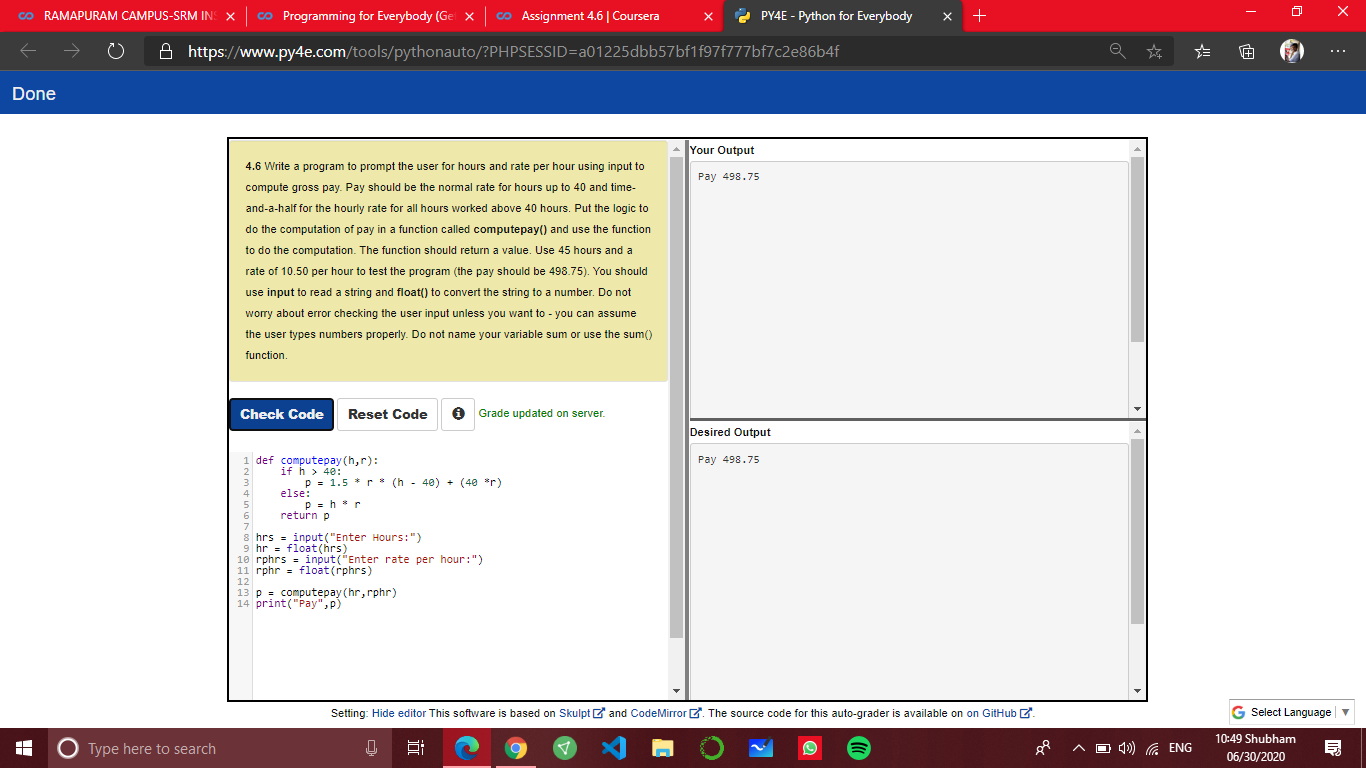 RAMAPURAM CAMPUS-SRM INS
Programming for Everybody (Ge
Assignment 4.6 | Coursera
PY4E - Python for Everybody
https://www.py4e.com/tools/pythonauto/?PHPSESSID=a01225dbb57bf1f97f777bf7c2e86b4f
Done
4.6 Write a program to prompt the user for hours and rate per hour using input to
compute gross pay. Pay should be the normal rate for hours up to 40 and time-
and-a-half for the hourly rate for all hours worked above 40 hours. Put the logic to
do the computation of pay in a function called computepay() and use the function
to do the computation. The function should return a value. Use 45 hours and a
rate of 10.50 per hour to test the program (the pay should be 498.75). You should
use input to read a string and float() to convert the string to a number. Do not
worry about error checking the user input unless you want to - you can assume
the user types numbers properly. Do not name your variable sum or use the sum()
function.
Check Code
Reset Code
Grade updated on server.
1 def computepay(h,r):
2     if h > 40:
3         p = 1.5 * r * (h - 40) + (40 *r)
4     else:
5         p = h * r
6     return p
7
8 hrs = input("Enter Hours:")
9 hr = float(hrs)
10 rphrs = input("Enter rate per hour:")
11 rphr = float(rphrs)
12
13 p = computepay(hr,rphr)
14 print("Pay",p)
Your Output
Pay 498.75
Desired Output
Pay 498.75
Setting: Hide editor This software is based on Skulpt and CodeMirror. The source code for this auto-grader is available on on GitHub.
Select Language
Type here to search
ENG
10:49 Shubham
06/30/2020